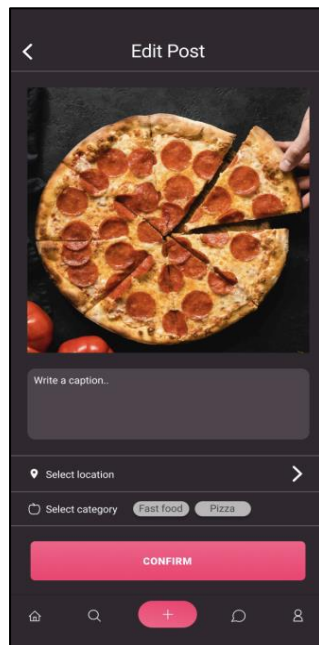 Edit Post
Write a caption..
Select location
Select category Fast food Pizza
CONFIRM